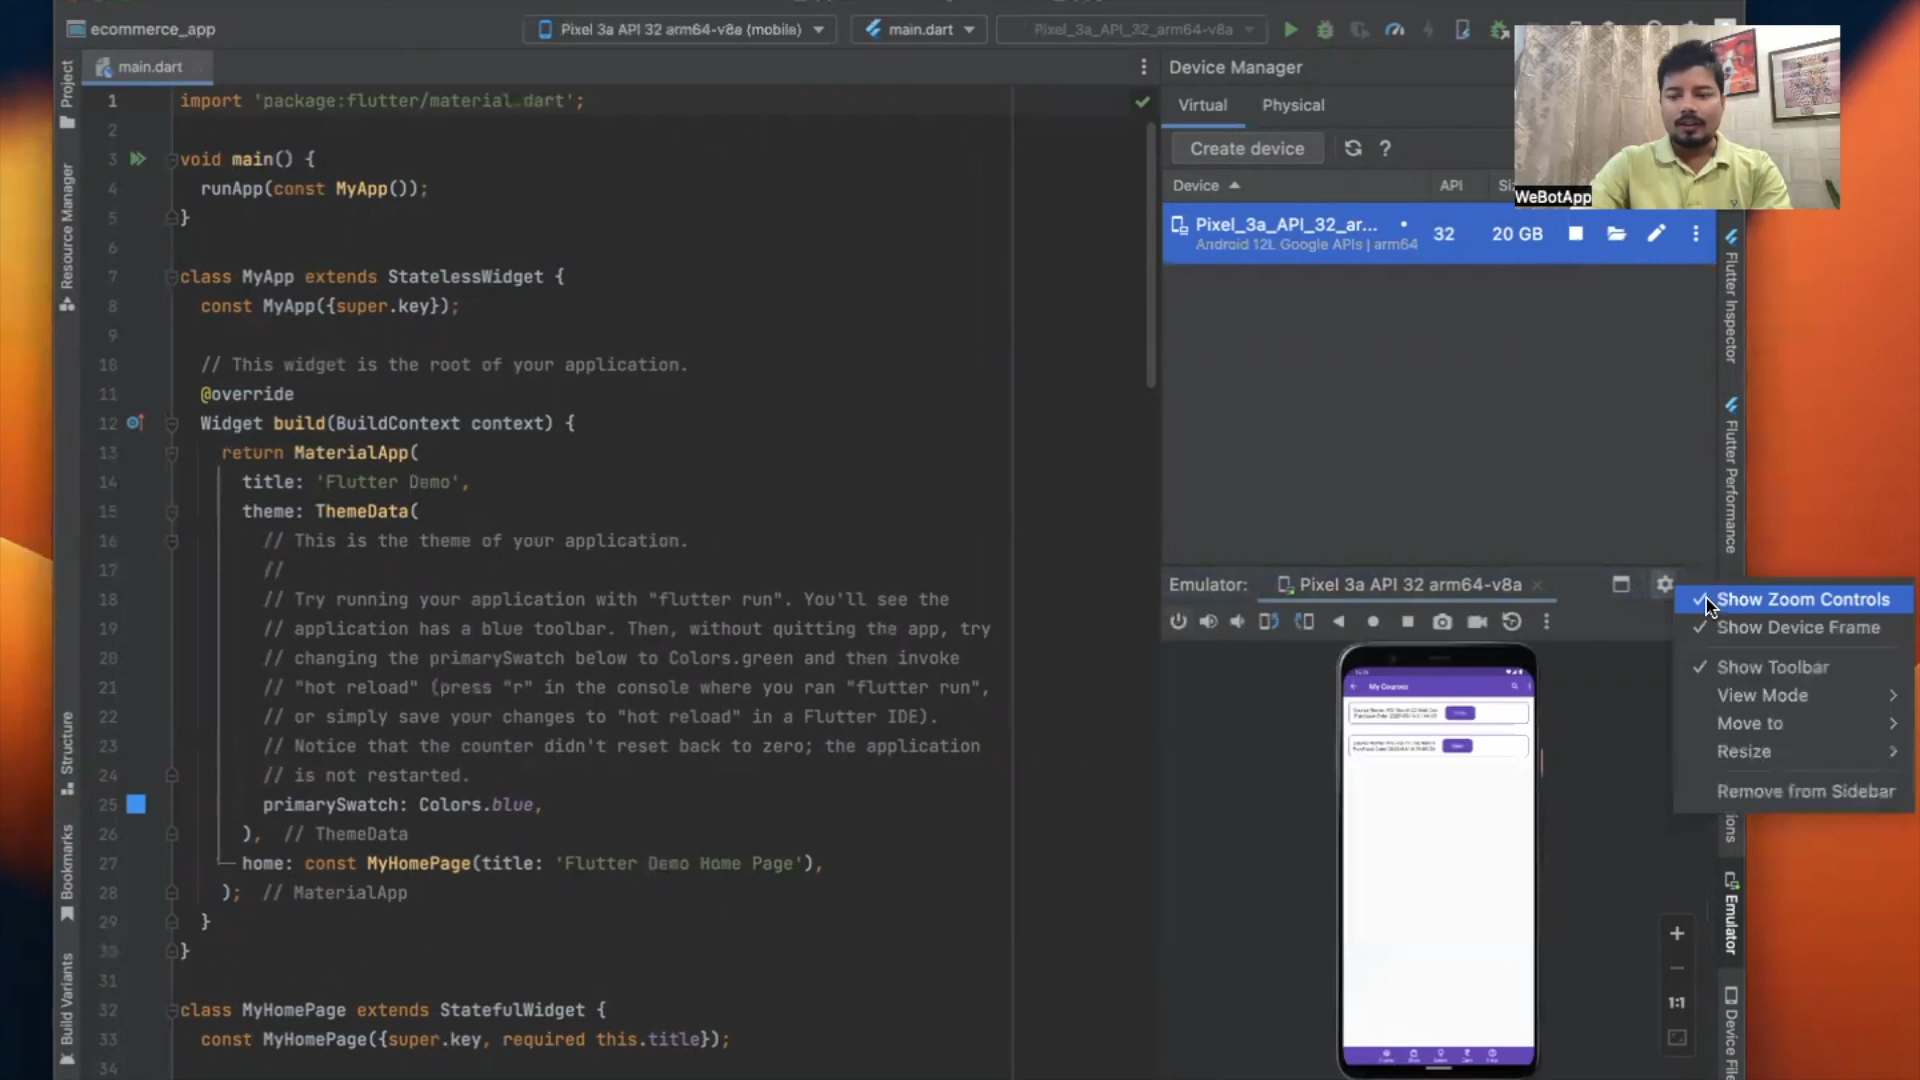 ecommerce_app
Pixel 3a API 32 arm64-v8a (mobile)
main.dart
Pixel_3a_API_32_arm64-v8a
main.dart
Project
Resource Manager
Structure
Bookmarks
Build Variants
1 import 'package:flutter/material.dart';
2
3 void main() {
4 runApp(const MyApp());
5 }
6
7 class MyApp extends StatelessWidget {
8 const MyApp({super.key});
9
10 // This widget is the root of your application.
11 @override
12 Widget build(BuildContext context) {
13 return MaterialApp(
14 title: 'Flutter Demo',
15 theme: ThemeData(
16 // This is the theme of your application.
17 //
18 // Try running your application with "flutter run". You'll see the
19 // application has a blue toolbar. Then, without quitting the app, try
20 // changing the primarySwatch below to Colors.green and then invoke
21 // "hot reload" (press "r" in the console where you ran "flutter run",
22 // or simply save your changes to "hot reload" in a Flutter IDE).
23 // Notice that the counter didn't reset back to zero; the application
24 // is not restarted.
25 primarySwatch: Colors.blue,
26 ), // ThemeData
27 home: const MyHomePage(title: 'Flutter Demo Home Page'),
28 ); // MaterialApp
29 }
30 }
31
32 class MyHomePage extends StatefulWidget {
33 const MyHomePage({super.key, required this.title});
34
Device Manager
Virtual Physical
Create device ?
Device API
Pixel_3a_API_32_ar... 32 20 GB
Android 12L Google APIs | arm64
WeBotApp
Flutter Inspector
Flutter Performance
Emulator: Pixel 3a API 32 arm64-v8a
Show Zoom Controls
Show Device Frame
Show Toolbar
View Mode
Move to
Resize
Remove from Sidebar
My Courses
1:1
Emulator
Device File